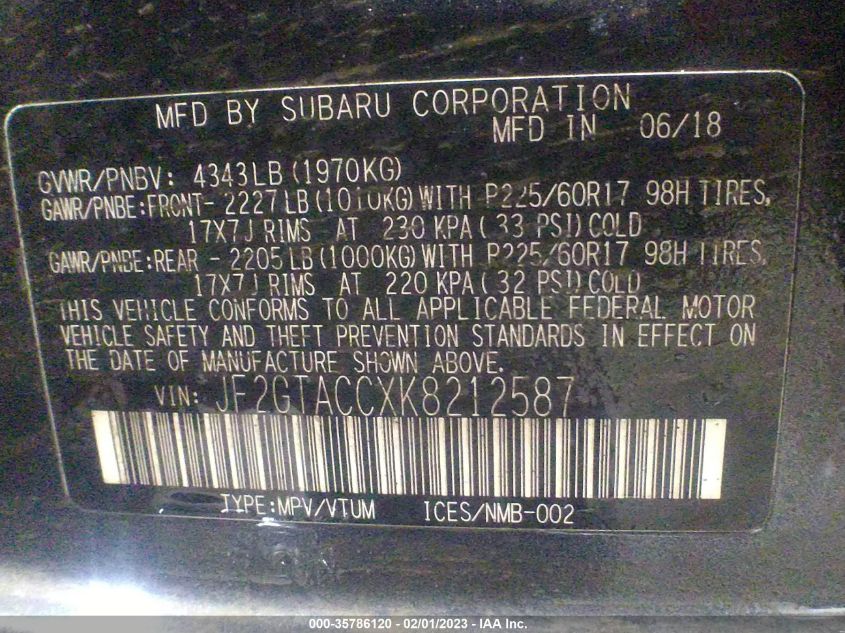 MFD BY SUBARU CORPORATION
MFD IN 06/18
GVWR/PNBV: 4343LB(1970KG)
GAWR/PNBE:FRONT- 2227LB(1010KG)WITH P225/60R17 98H TIRES,
17X7J RIMS AT 230 KPA(33 PSI)COLD
GAWR/PNBE:REAR - 2205LB(1000KG)WITH P225/60R17 98H TIRES,
17X7J RIMS AT 220 KPA(32 PSI)COLD
THIS VEHICLE CONFORMS TO ALL APPLICABLE FEDERAL MOTOR
VEHICLE SAFETY AND THEFT PREVENTION STANDARDS IN EFFECT ON
THE DATE OF MANUFACTURE SHOWN ABOVE.
VIN: JF2GTACCXK8212587
TYPE:MPV/VTUM ICES/NMB-002
000-35786120 - 02/01/2023 - IAA Inc.